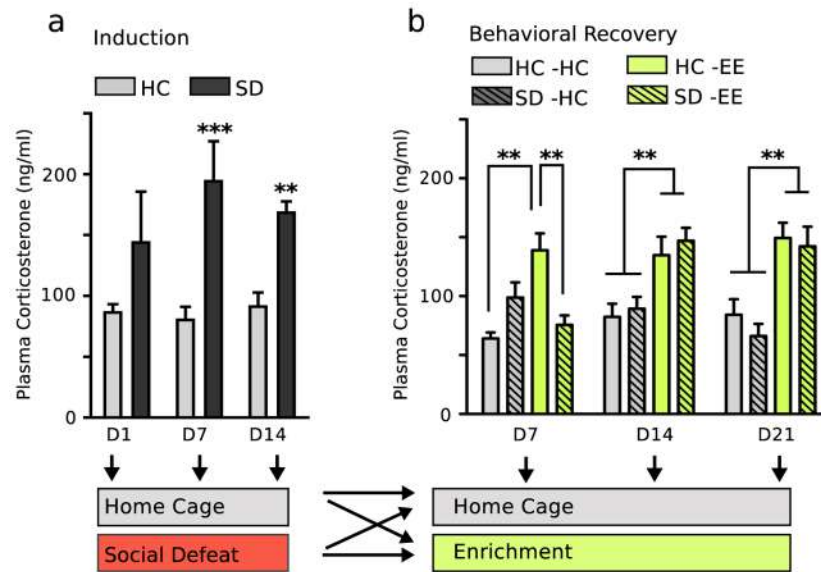 a
Induction
HC SD
Plasma Corticosterone (ng/ml)
200
100
0
***
**
D1 D7 D14
Home Cage
Social Defeat
b
Behavioral Recovery
HC -HC HC -EE
SD -HC SD -EE
Plasma Corticosterone (ng/ml)
200
100
0
** **
**
**
D7 D14 D21
Home Cage
Enrichment